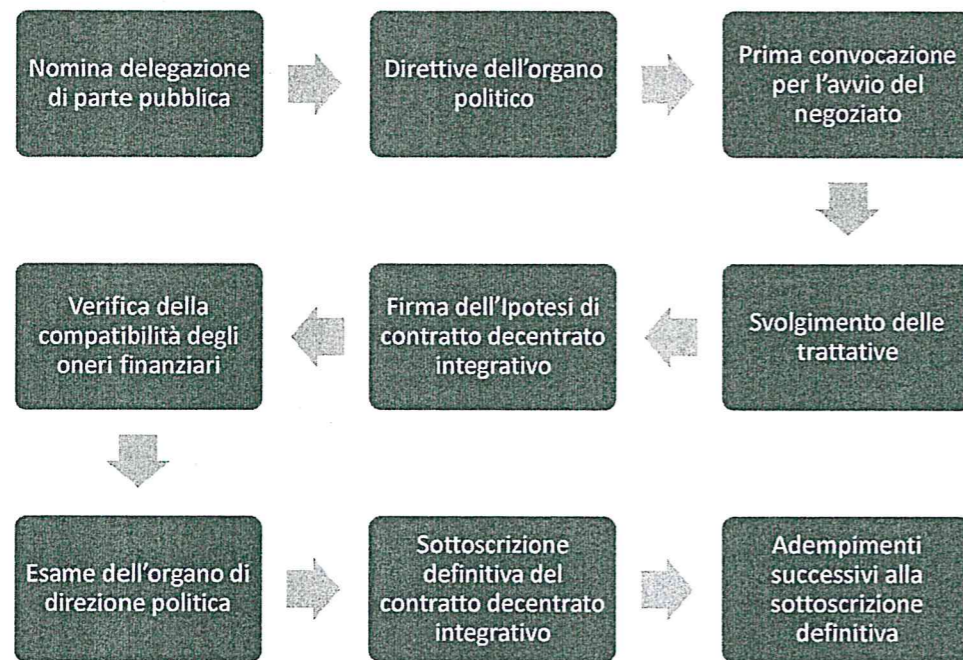 Nomina delegazione
di parte pubblica
Direttive dell'organo
politico
Prima convocazione
per l'avvio del
negoziato
Svolgimento delle
trattative
Firma dell'Ipotesi di
contratto decentrato
integrativo
Verifica della
compatibilità degli
oneri finanziari
Esame dell'organo di
direzione politica
Sottoscrizione
definitiva del
contratto decentrato
integrativo
Adempimenti
successivi alla
sottoscrizione
definitiva